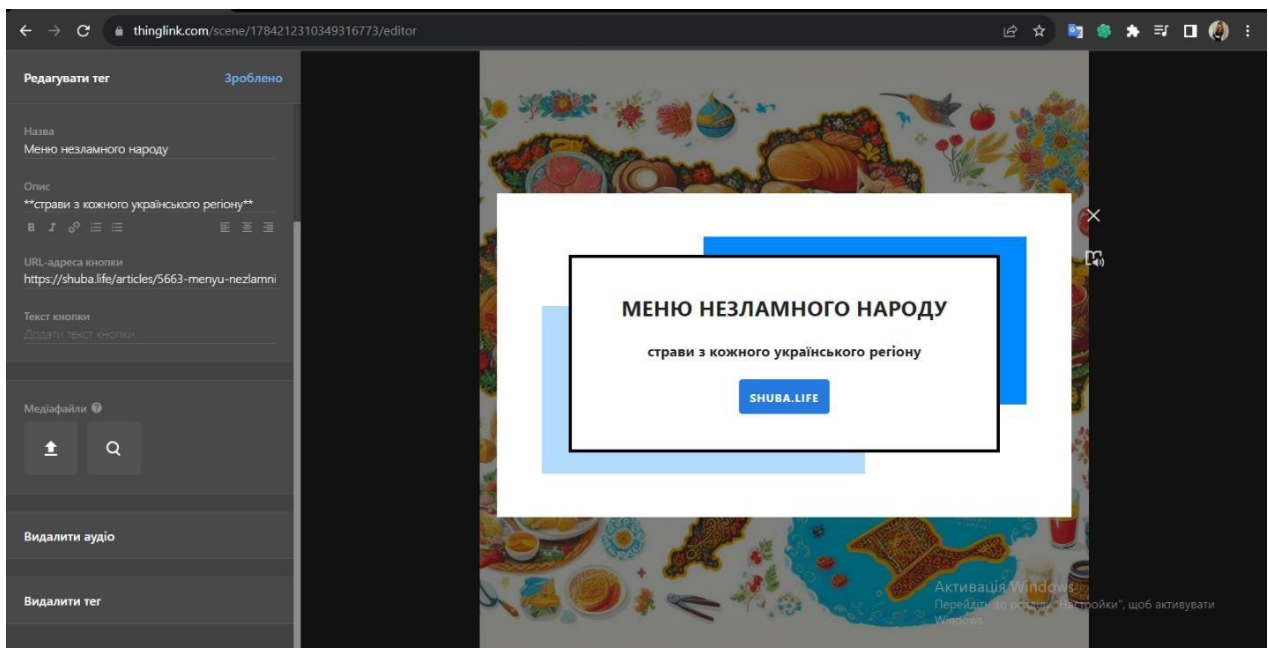 thinglink.com/scene/1784212310349316773/editor
Редагувати тег
Зроблено
Назва
Меню незламного народу
Опис
**страви з кожного українського регіону**
B I
URL-адреса кнопки
https://shuba.life/articles/5663-menyu-nezlamni
Текст кнопки
Додати текст кнопки
Медіафайли
Видалити аудіо
Видалити тег
МЕНЮ НЕЗЛАМНОГО НАРОДУ
страви з кожного українського регіону
SHUBA.LIFE
Активація Windows
Перейдіть до розділу "Настройки", щоб активувати
Windows.